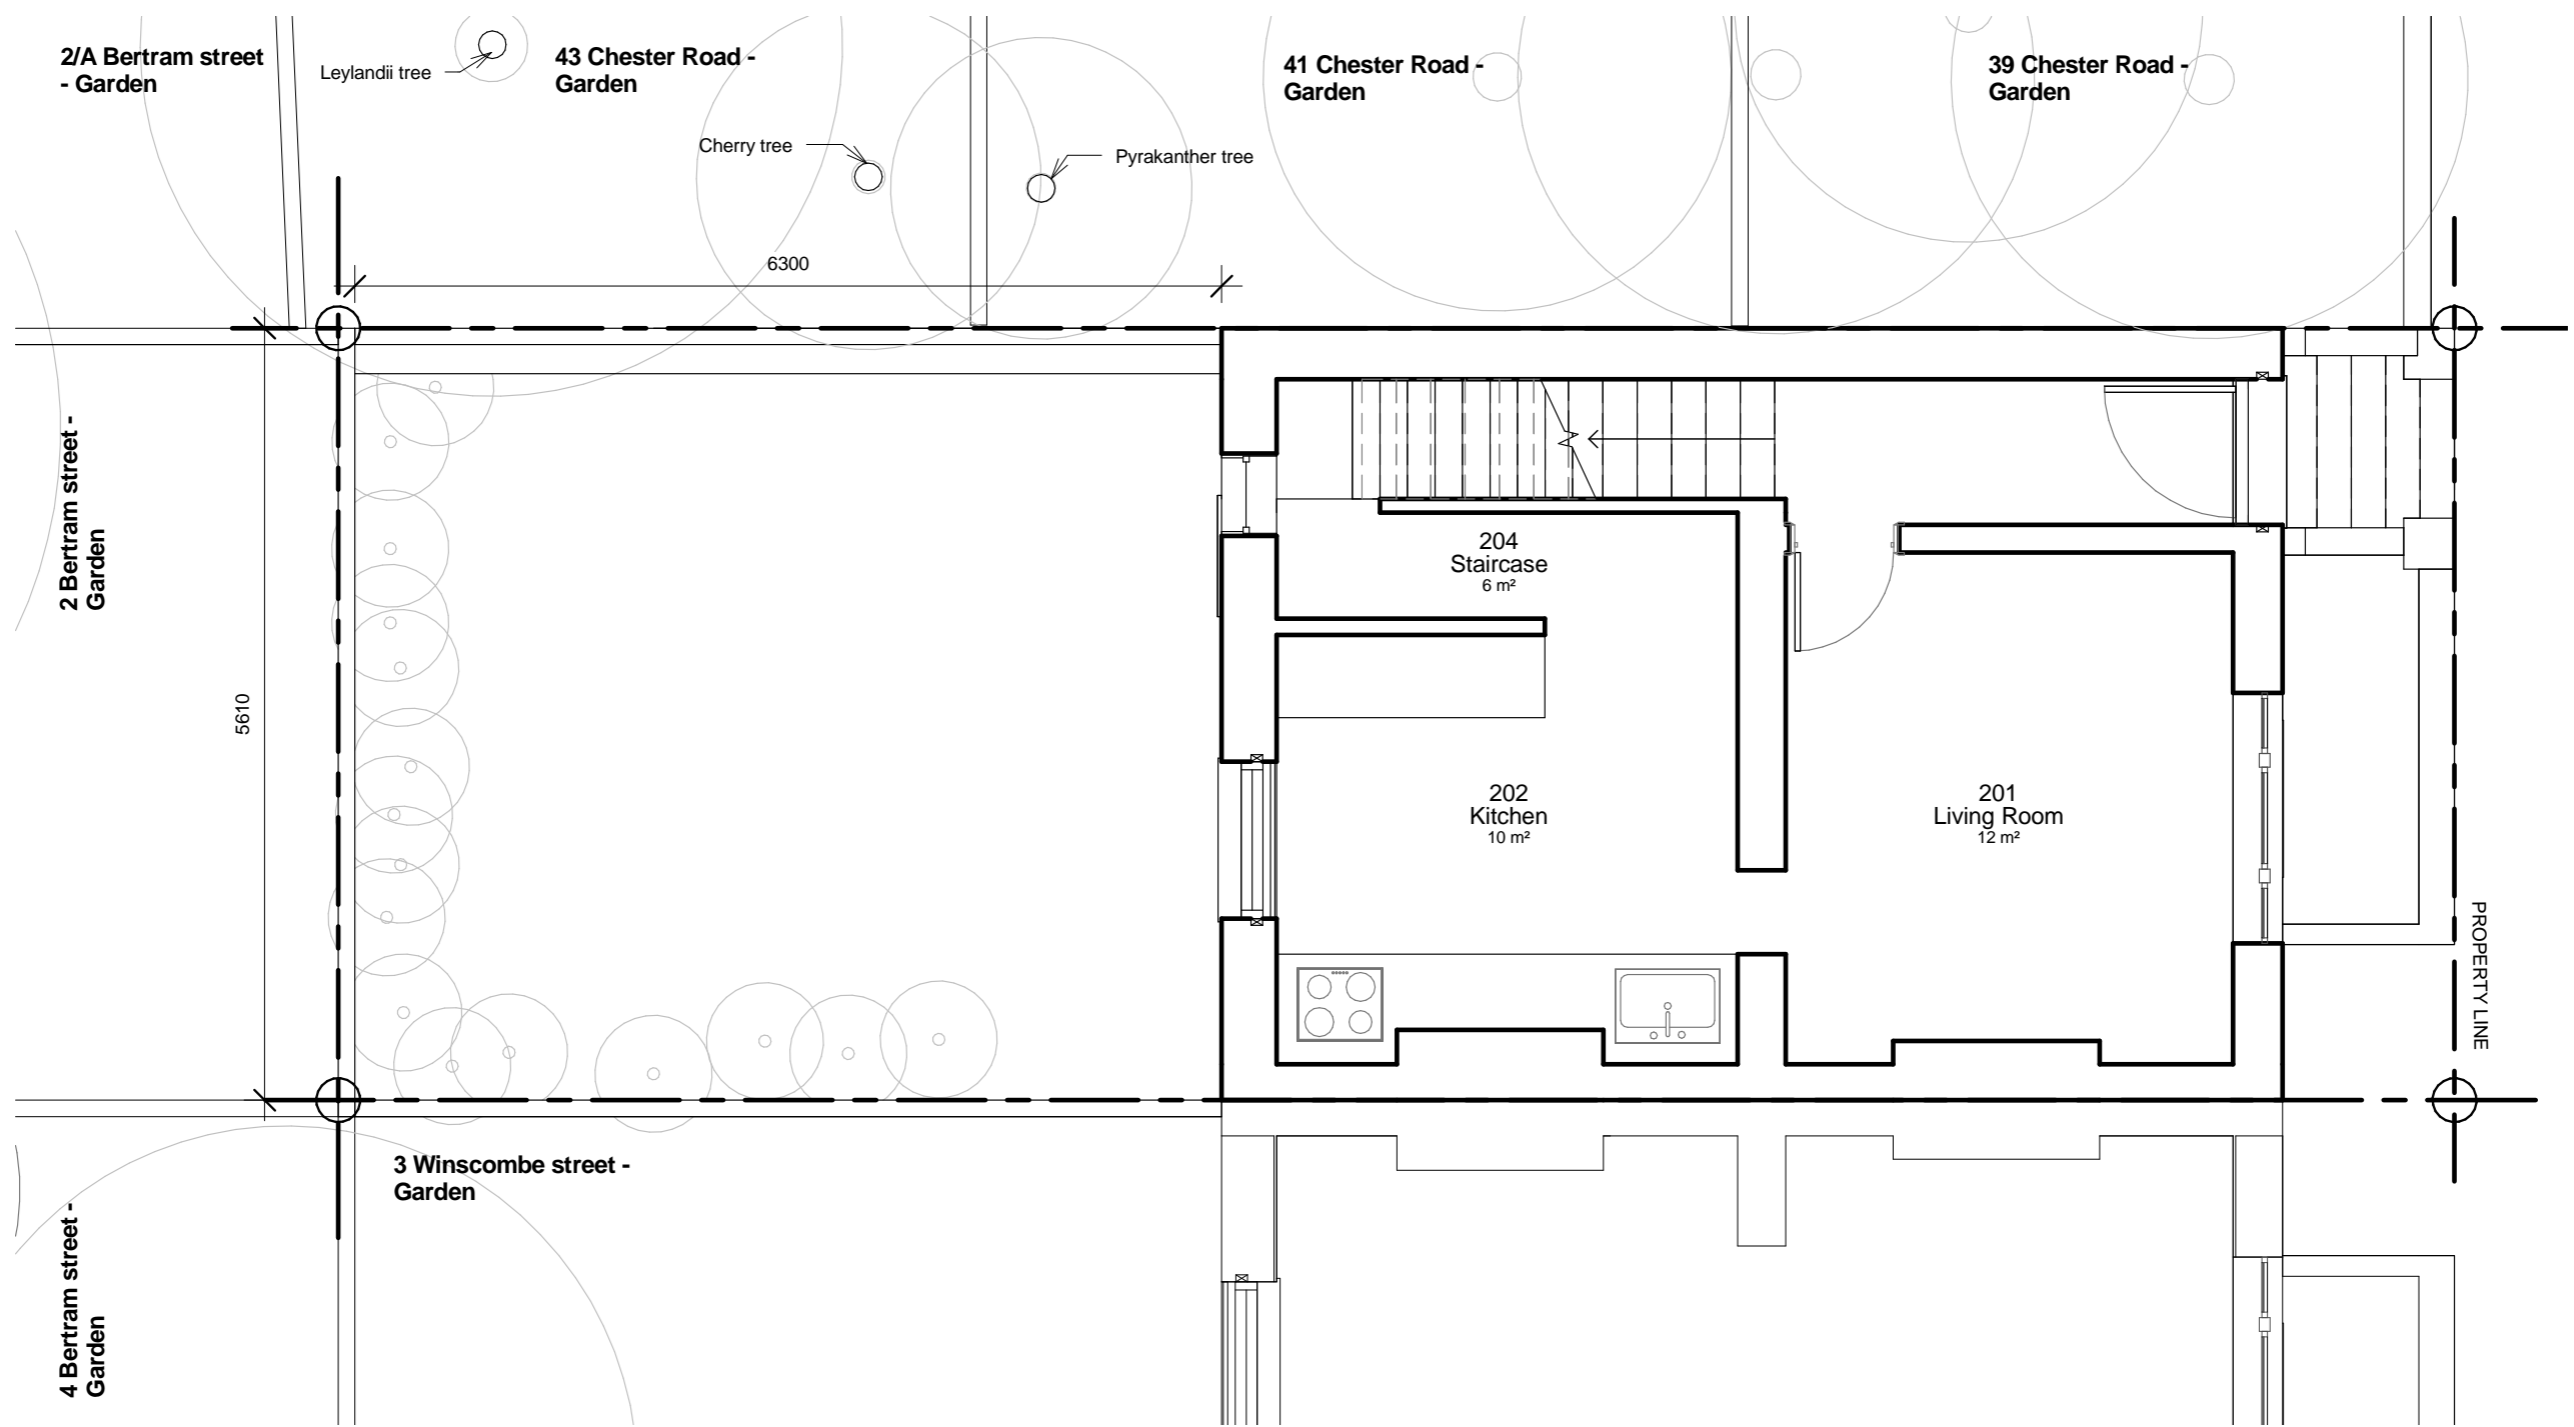 2/A Bertram street
- Garden
Leylandii tree
43 Chester Road -
Garden
41 Chester Road -
Garden
39 Chester Road -
Garden
Cherry tree
Pyrakanther tree
6300
2 Bertram street -
Garden
5610
204
Staircase
6 m²
202
Kitchen
10 m²
201
Living Room
12 m²
PROPERTY LINE
3 Winscombe street -
Garden
4 Bertram street -
Garden